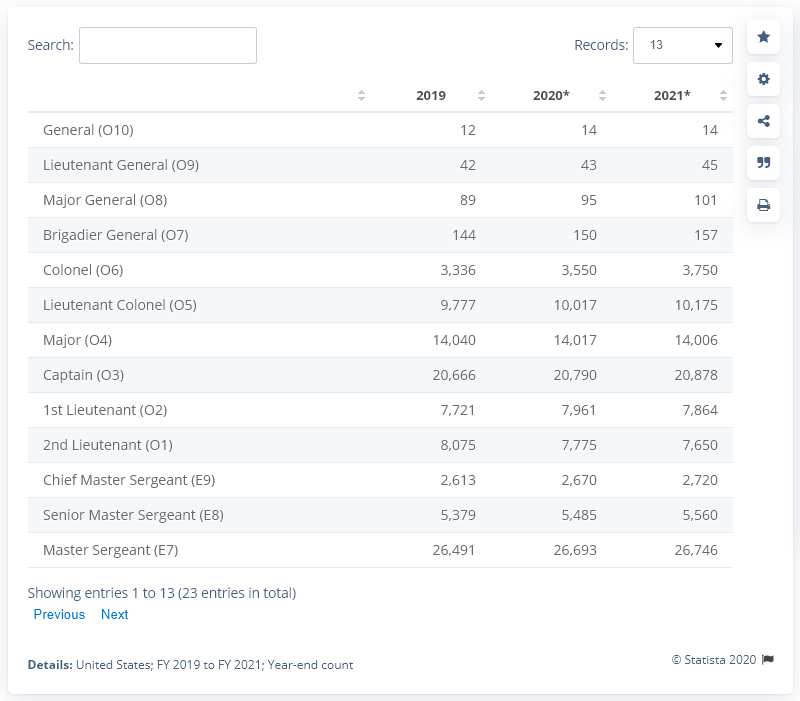 Search: Records: 13
2019 2020* 2021*
General (O10) 12 14 14
Lieutenant General (O9) 42 43 45
Major General (O8) 89 95 101
Brigadier General (O7) 144 150 157
Colonel (O6) 3,336 3,550 3,750
Lieutenant Colonel (O5) 9,777 10,017 10,175
Major (O4) 14,040 14,017 14,006
Captain (O3) 20,666 20,790 20,878
1st Lieutenant (O2) 7,721 7,961 7,864
2nd Lieutenant (O1) 8,075 7,775 7,650
Chief Master Sergeant (E9) 2,613 2,670 2,720
Senior Master Sergeant (E8) 5,379 5,485 5,560
Master Sergeant (E7) 26,491 26,693 26,746
Showing entries 1 to 13 (23 entries in total)
Previous Next
Details: United States; FY 2019 to FY 2021; Year-end count
© Statista 2020